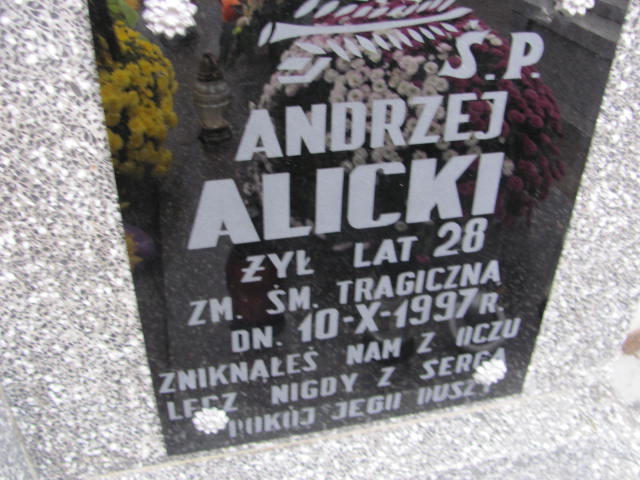 Ś.P.
ANDRZEJ
ALICKI
ŻYŁ LAT 28
ZM. ŚM. TRAGICZNĄ
DN. 10-X-1997 R.
ZNIKNĄŁEŚ NAM Z OCZU
LECZ NIGDY Z SERCA
POKÓJ JEGO DUSZY